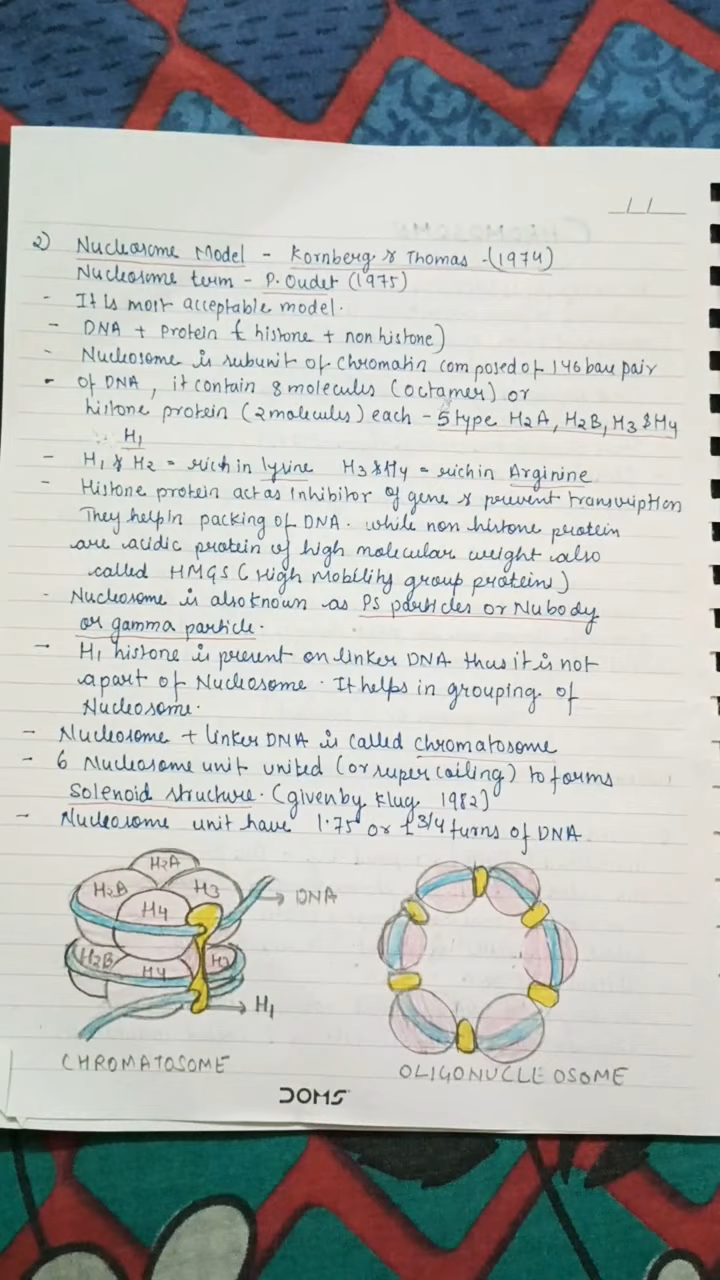 2) Nucleosome Model - Kornberg & Thomas -(1974)
Nucleosome term - P. Oudet (1975)
- It is most acceptable model.
- DNA + Protein ( histone + non histone)
- Nucleosome is subunit of chromatin composed of 146 base pair
- of DNA, it contain 8 molecules (octamer) or
histone protein (2 molecules) each - 5 type H2A, H2B, H3 & H4
H1
- H1 & H2 = rich in lysine H3 & H4 = rich in Arginine
- Histone protein act as inhibitor of gene & prevent transcription
They help in packing of DNA. while non histone protein
are acidic protein of high molecular weight also
called HMGS (High Mobility group proteins)
- Nucleosome is also known as PS particles or Nu body
or gamma particle.
- H1 histone is present on linker DNA thus it is not
a part of Nucleosome. It helps in grouping of
Nucleosome.
- Nucleosome + linker DNA is called chromatosome
- 6 Nucleosome unit united (or super coiling) to forms
solenoid structure. (given by Klug 1982)
- Nucleosome unit have 1.75 or 1 3/4 turns of DNA
H2A
H2A H3
H4
DNA
H2B H4 H3
H1
CHROMATOSOME
OLIGONUCLEOSOME
DOMS